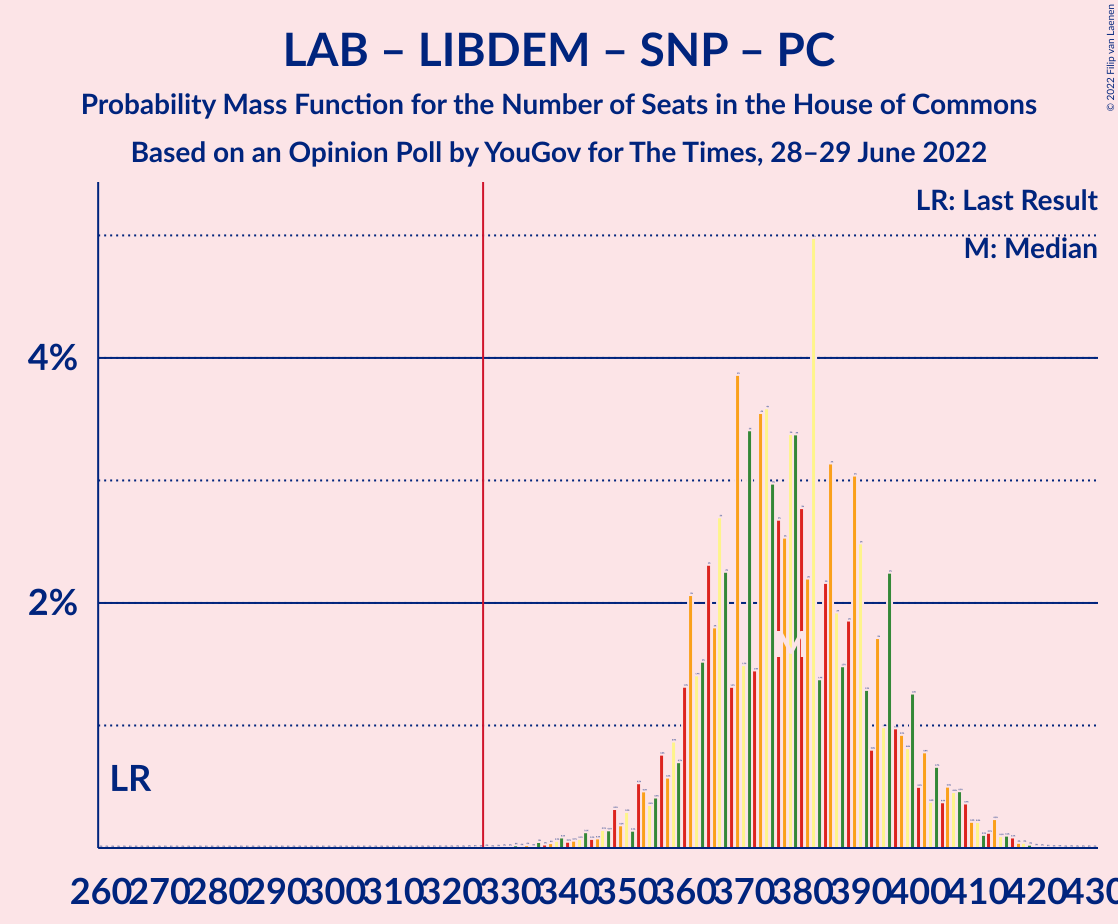 LAB – LIBDEM – SNP – PC
Probability Mass Function for the Number of Seats in the House of Commons
Based on an Opinion Poll by YouGov for The Times, 28–29 June 2022
© 2022 Filip van Laenen
LR: Last Result
M: Median
4%
2%
M
LR
260 270 280 290 300 310 320 330 340 350 360 370 380 390 400 410 420 430